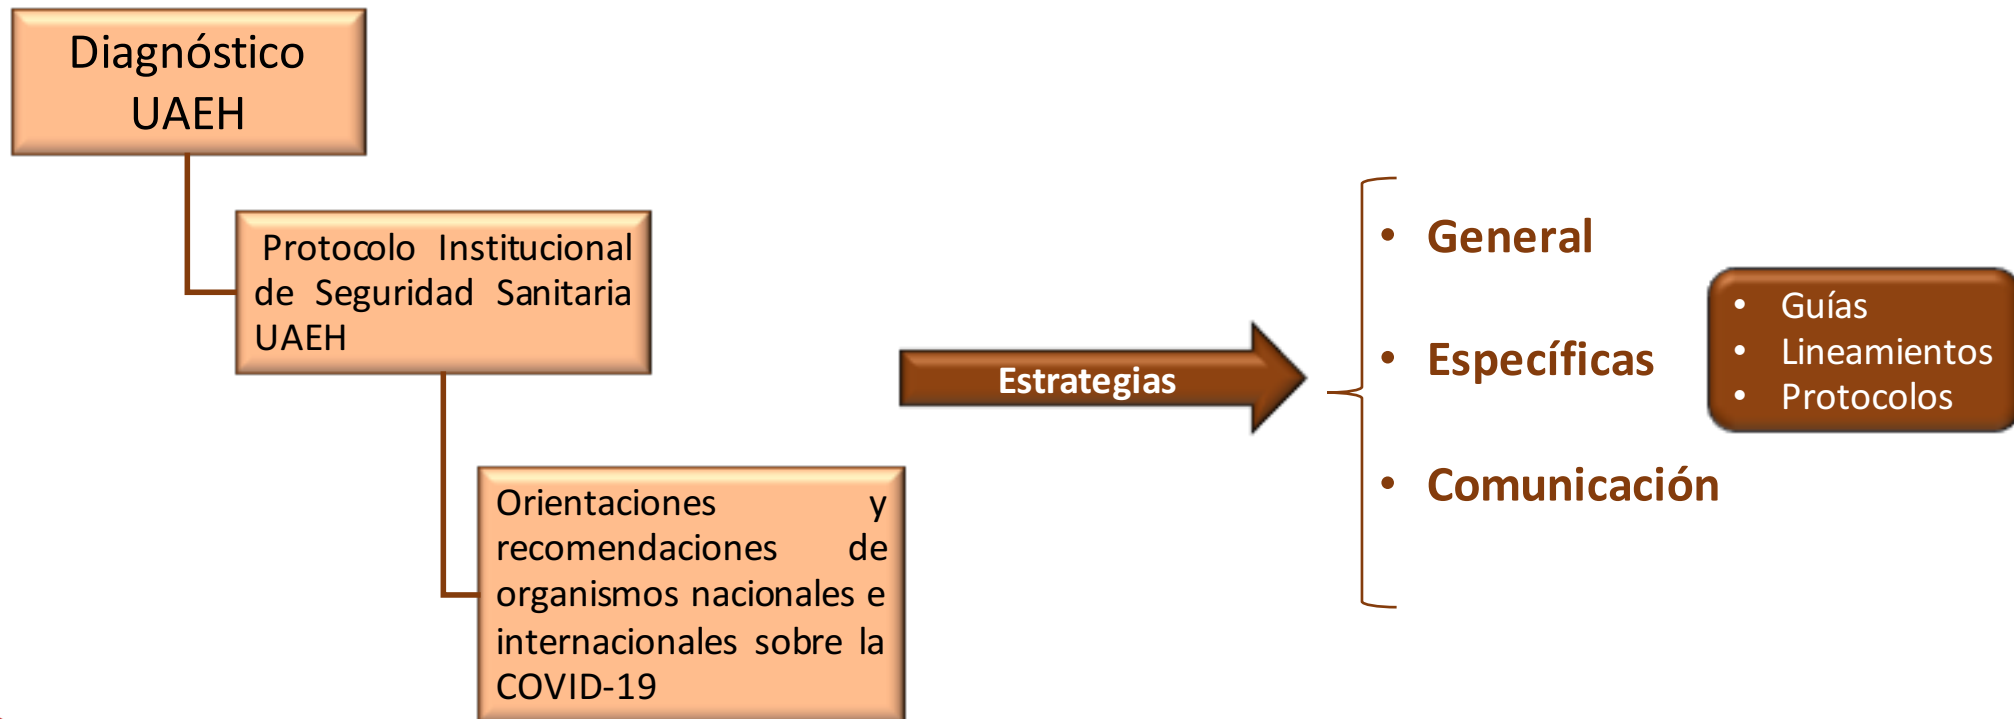 Diagnóstico
UAEH
Protocolo Institucional
de Seguridad Sanitaria
UAEH
Orientaciones y
recomendaciones de
organismos nacionales e
internacionales sobre la
COVID-19
Estrategias
• General
• Específicas
• Comunicación
• Guías
• Lineamientos
• Protocolos